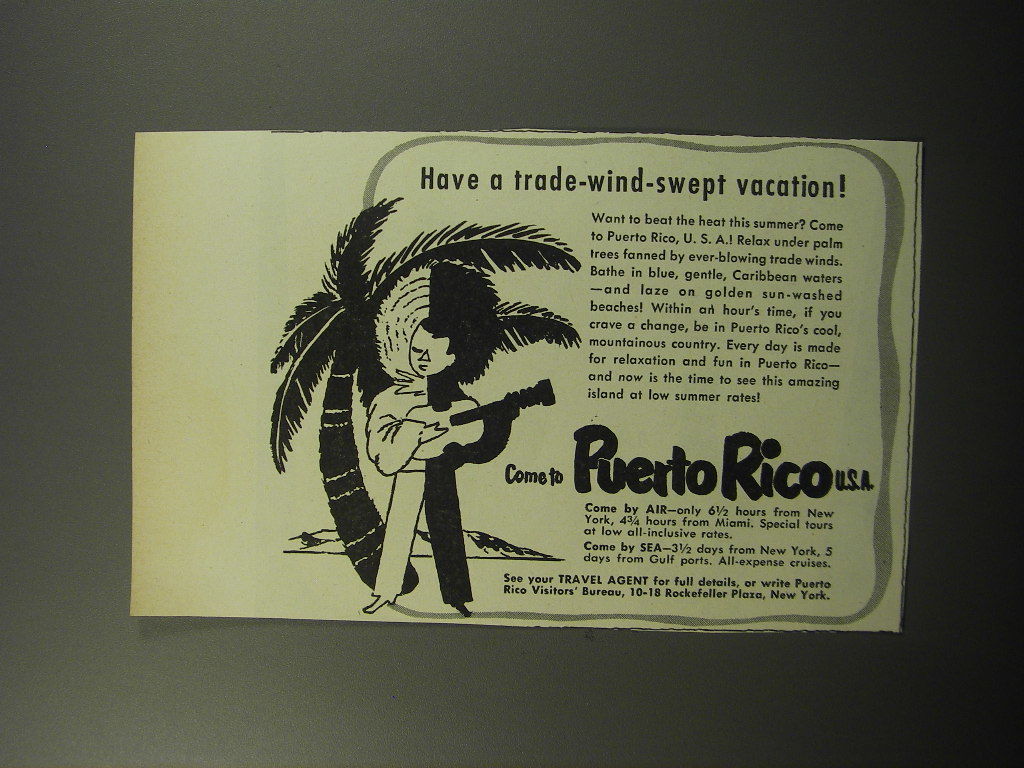 Have a trade-wind-swept vacation!
Want to beat the heat this summer? Come
to Puerto Rico, U. S. A.! Relax under palm
trees fanned by ever-blowing trade winds.
Bathe in blue, gentle, Caribbean waters
—and laze on golden sun-washed
beaches! Within an hour's time, if you
crave a change, be in Puerto Rico's cool,
mountainous country. Every day is made
for relaxation and fun in Puerto Rico—
and now is the time to see this amazing
island at low summer rates!
Come to Puerto Rico U.S.A.
Come by AIR—only 6½ hours from New
York, 4¾ hours from Miami. Special tours
at low all-inclusive rates.
Come by SEA—3½ days from New York, 5
days from Gulf ports. All-expense cruises.
See your TRAVEL AGENT for full details, or write Puerto
Rico Visitors' Bureau, 10-18 Rockefeller Plaza, New York.